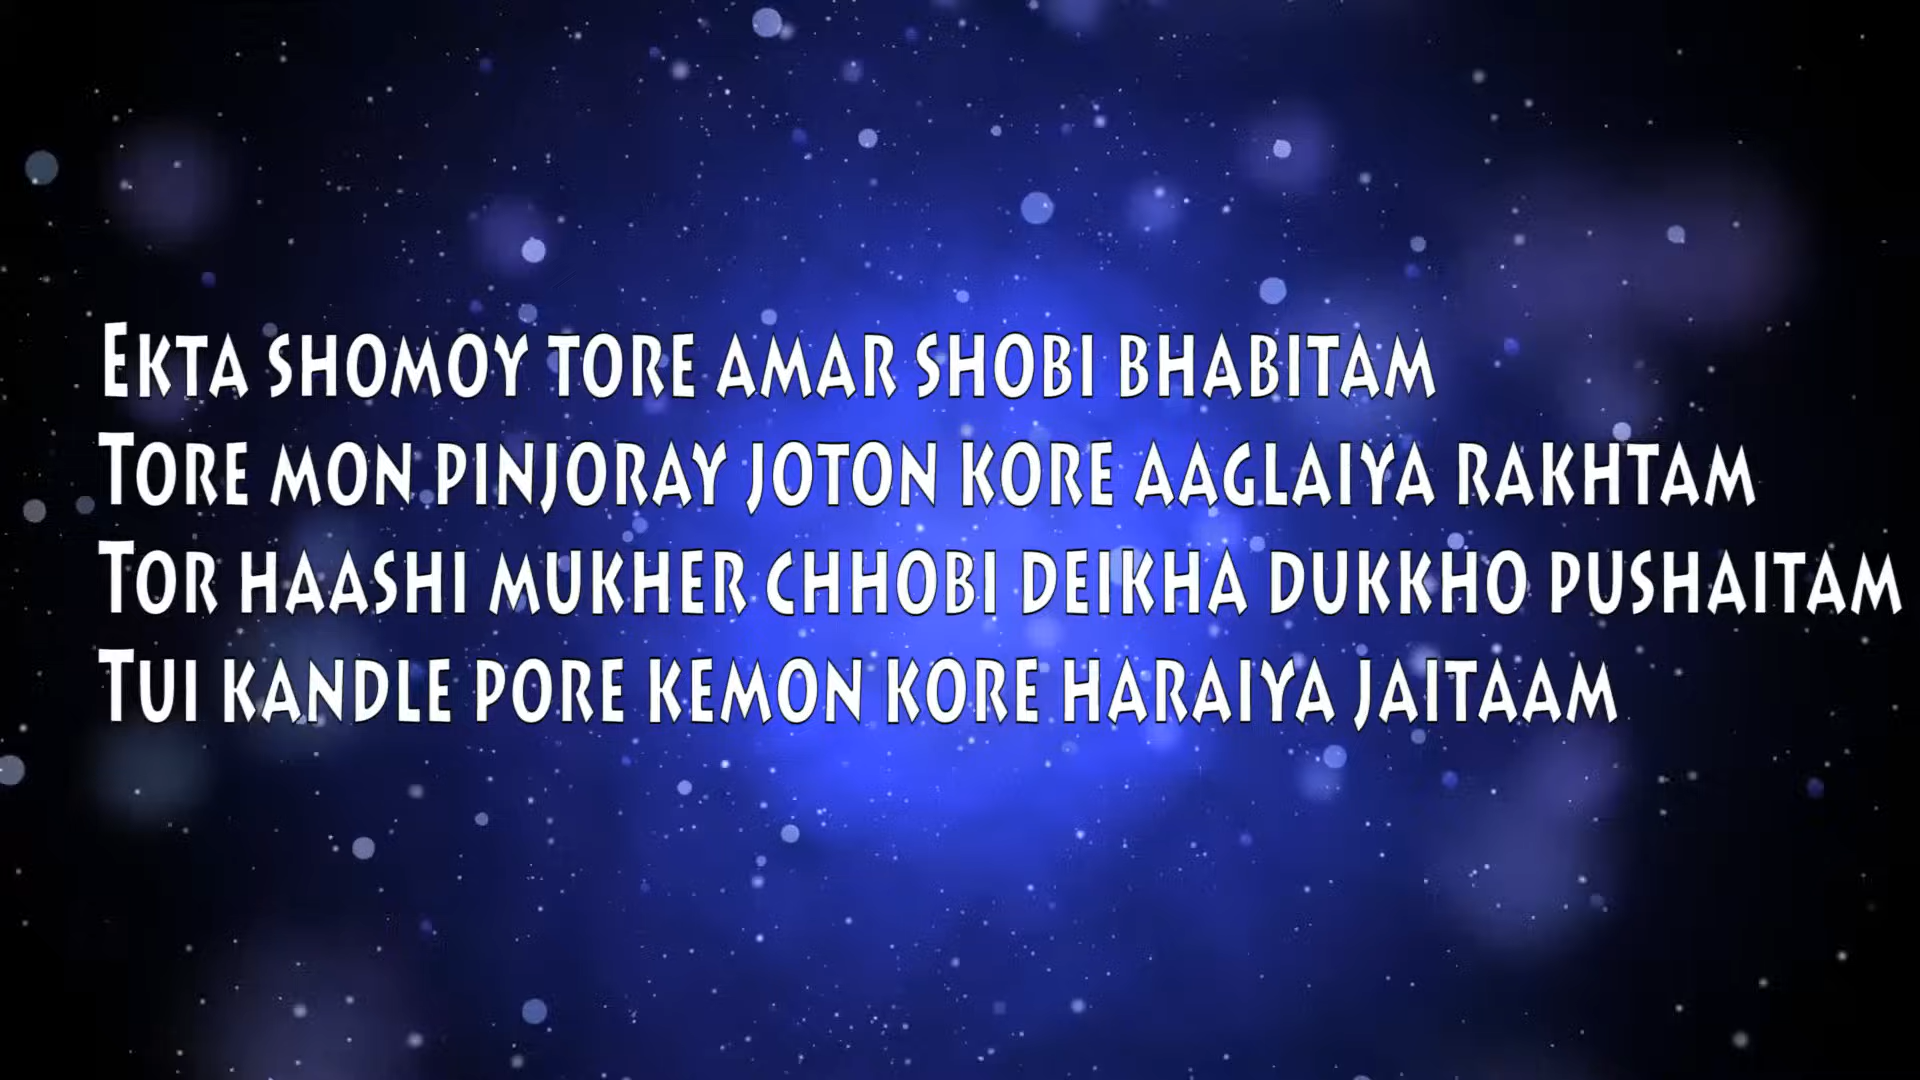 Ekta shomoy tore amar shobi bhabitam
Tore mon pinjoray joton kore aaglaiya rakhtam
Tor haashi mukher chhobi deikha dukkho pushaitam
Tui kandle pore kemon kore haraiya jaitaam